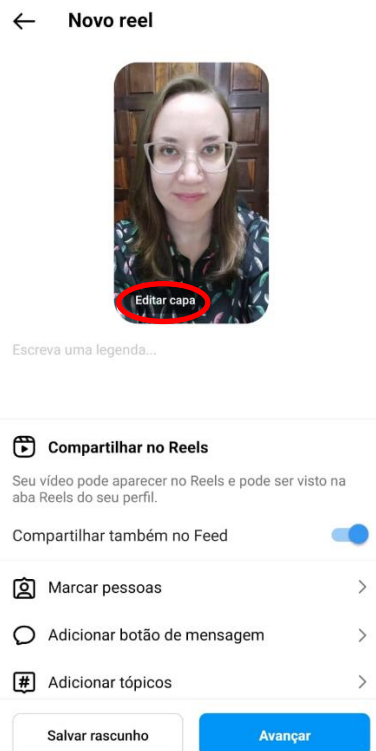 Novo reel
Editar capa
Escreva uma legenda...
Compartilhar no Reels
Seu vídeo pode aparecer no Reels e pode ser visto na
aba Reels do seu perfil.
Compartilhar também no Feed
Marcar pessoas
Adicionar botão de mensagem
Adicionar tópicos
Salvar rascunho
Avançar